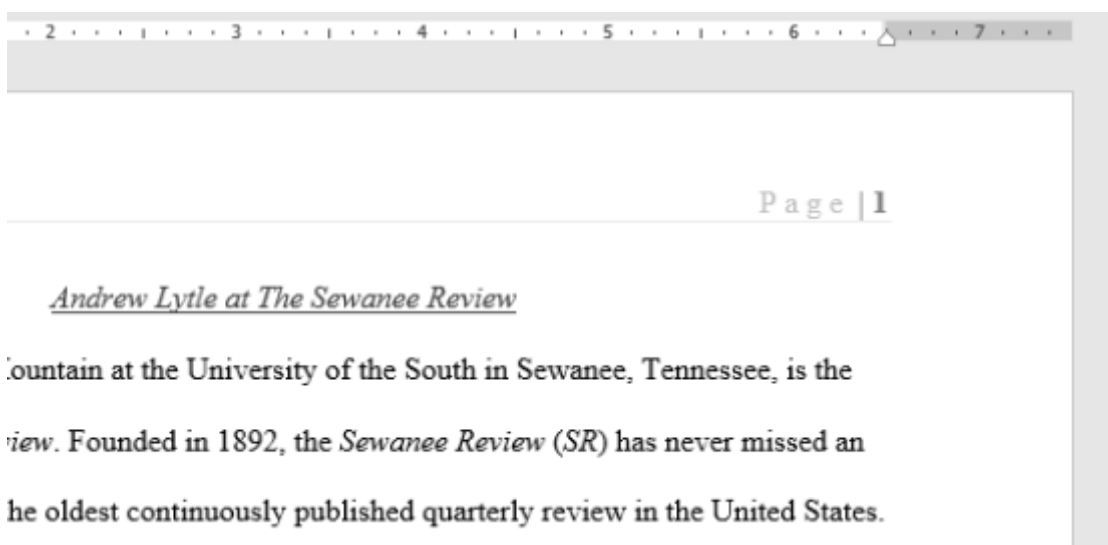 2 3 4 5 6 7
Page | 1
Andrew Lytle at The Sewanee Review
ountain at the University of the South in Sewanee, Tennessee, is the
iew. Founded in 1892, the Sewanee Review (SR) has never missed an
he oldest continuously published quarterly review in the United States.